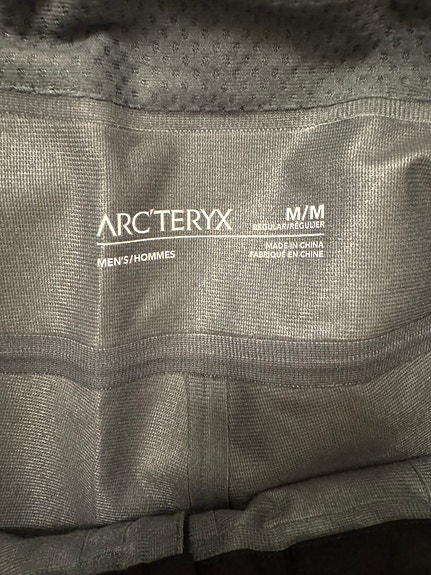 ARC'TERYX
MEN'S/HOMMES
M/M
REGULAR/RÉGULIER
MADE IN CHINA
FABRIQUÉ EN CHINE